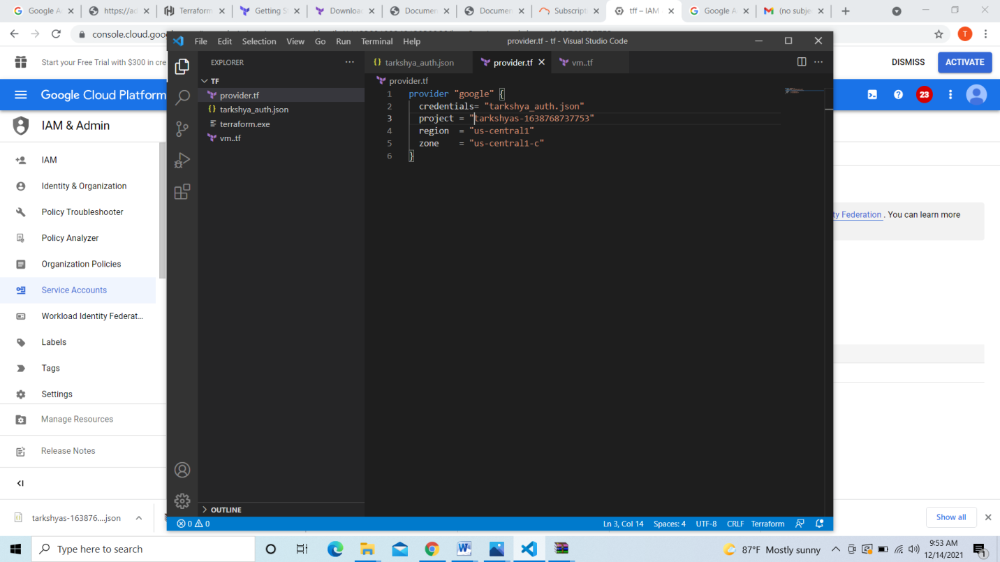 Google A
https://ad
Terraform
Getting S
Downloa
Documen
Documen
Subscripti
tff – IAM
Google A
(no subje
console.cloud.goo
T
Start your Free Trial with $300 in cre
DISMISS
ACTIVATE
Google Cloud Platform
23
IAM & Admin
IAM
Identity & Organization
Policy Troubleshooter
Policy Analyzer
Organization Policies
Service Accounts
Workload Identity Federat...
Labels
Tags
Settings
Manage Resources
Release Notes
ty Federation . You can learn more
File Edit Selection View Go Run Terminal Help
provider.tf - tf - Visual Studio Code
EXPLORER
TF
provider.tf
tarkshya_auth.json
terraform.exe
vm..tf
OUTLINE
tarkshya_auth.json
provider.tf
vm..tf
provider.tf
1 provider "google" {
2 credentials= "tarkshya_auth.json"
3 project = "tarkshyas-1638768737753"
4 region = "us-central1"
5 zone = "us-central1-c"
6 }
0 0
Ln 3, Col 14 Spaces: 4 UTF-8 CRLF Terraform
tarkshyas-163876....json
Show all
Type here to search
87°F Mostly sunny
9:53 AM
12/14/2021
1